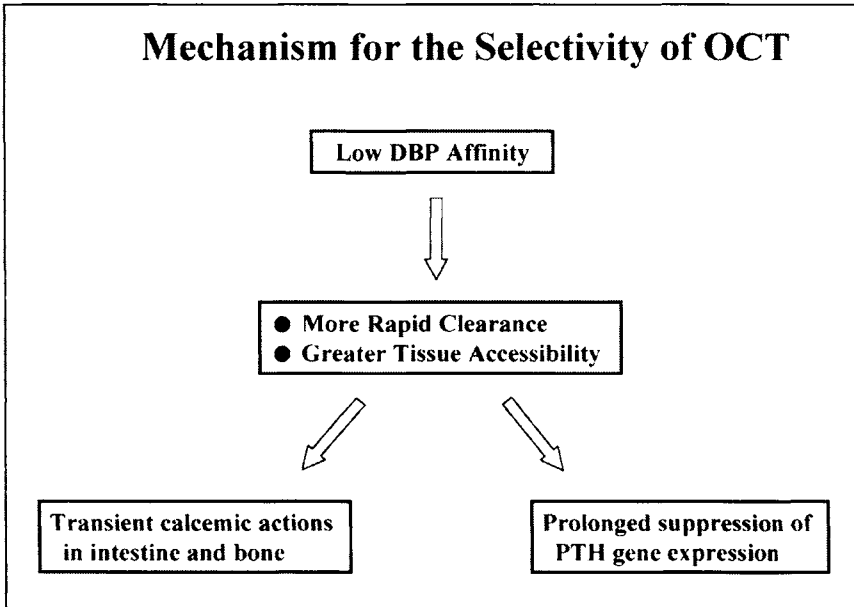 Mechanism for the Selectivity of OCT
Low DBP Affinity
● More Rapid Clearance
● Greater Tissue Accessibility
Transient calcemic actions
in intestine and bone
Prolonged suppression of
PTH gene expression